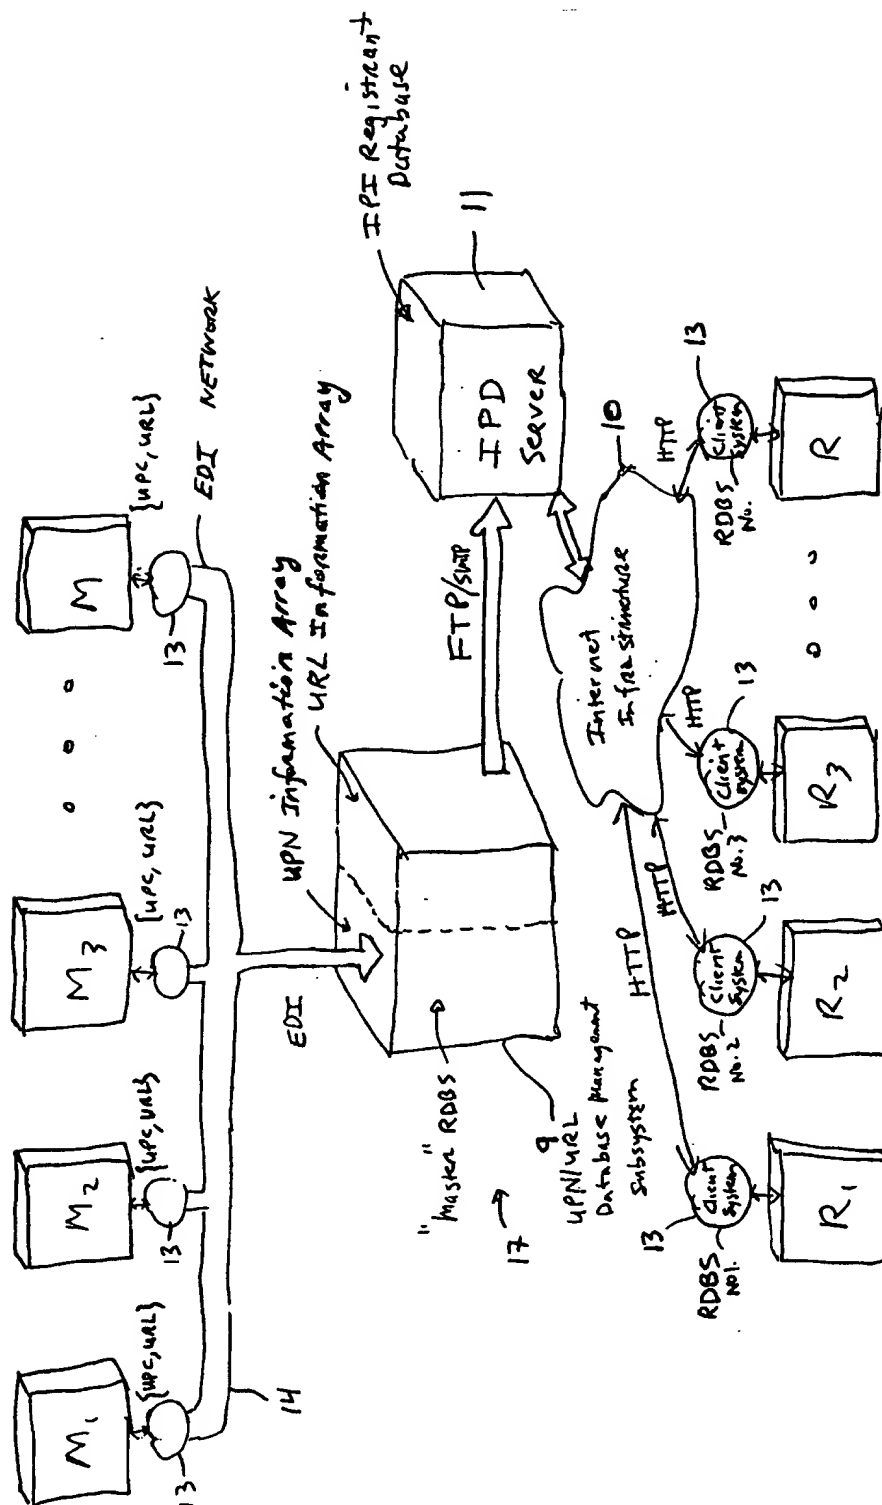 M₁
M₂
M₃
M
{UPC, URL}
{UPC, URL}
{UPC, URL}
{UPC, URL}
13
13
13
13
14
EDI NETWORK
EDI
UPN Information Array
URL Information Array
IPI Registrant
Database
"Master" RDBS
17
9
UPN/URL
Database Management
Subsystem
FTP/SMTP
IPD
Server
11
10
Internet
Infrastructure
HTTP
HTTP
HTTP
HTTP
13
Client
System
RDBS
No1.
R₁
13
Client
System
RDBS
No.2
R₂
13
Client
System
RDBS
No.3
R₃
13
Client
System
RDBS
No.
R